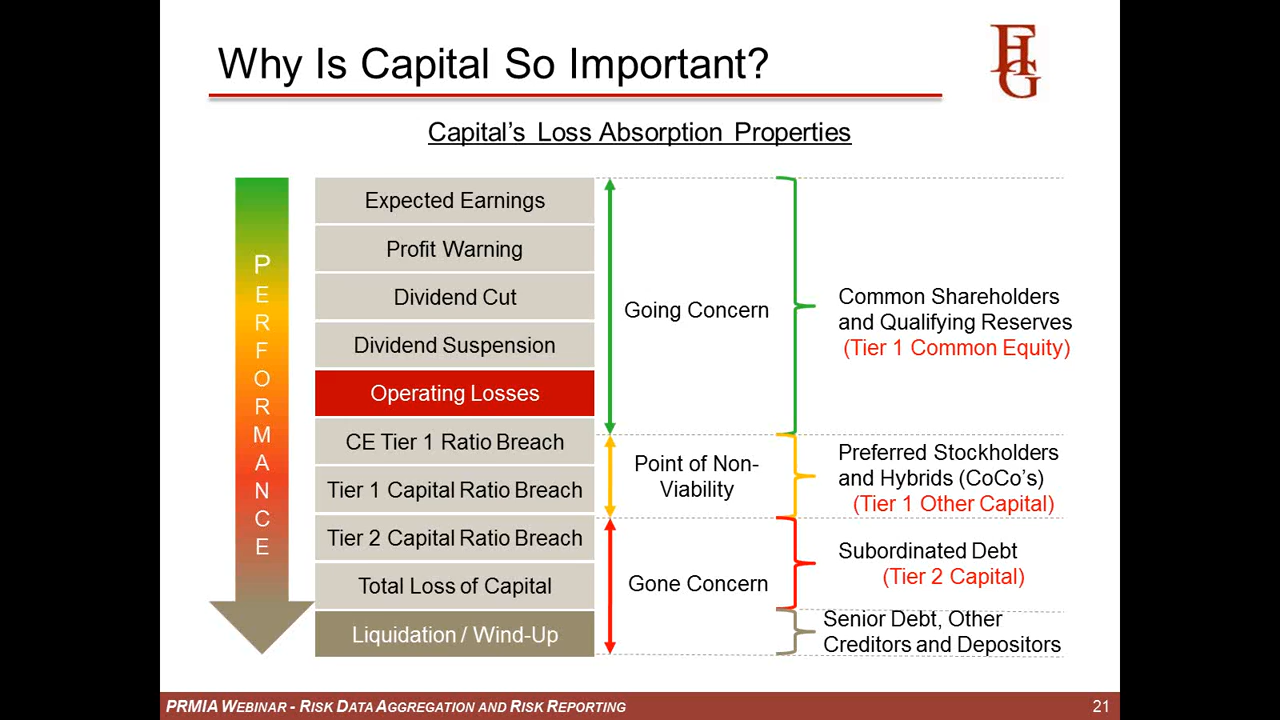 Why Is Capital So Important?
FHG
Capital's Loss Absorption Properties
PERFORMANCE
Expected Earnings
Profit Warning
Dividend Cut
Dividend Suspension
Operating Losses
CE Tier 1 Ratio Breach
Tier 1 Capital Ratio Breach
Tier 2 Capital Ratio Breach
Total Loss of Capital
Liquidation / Wind-Up
Going Concern
Point of Non-
Viability
Gone Concern
Common Shareholders
and Qualifying Reserves
(Tier 1 Common Equity)
Preferred Stockholders
and Hybrids (CoCo's)
(Tier 1 Other Capital)
Subordinated Debt
(Tier 2 Capital)
Senior Debt, Other
Creditors and Depositors
PRMIA WEBINAR - RISK DATA AGGREGATION AND RISK REPORTING
21